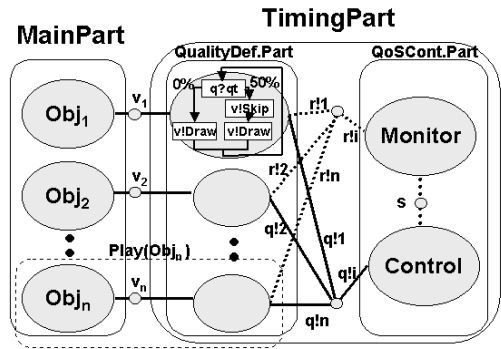 TimingPart
MainPart
QualityDef.Part
QoSCont.Part
0%
q?qt
50%
v!Skip
v!Draw
v!Draw
Obj1
v1
r!1
r!i
Monitor
r!2
r!n
Obj2
v2
s
q!2
q!1
Play(Objn)
Control
q!i
Objn
vn
q!n